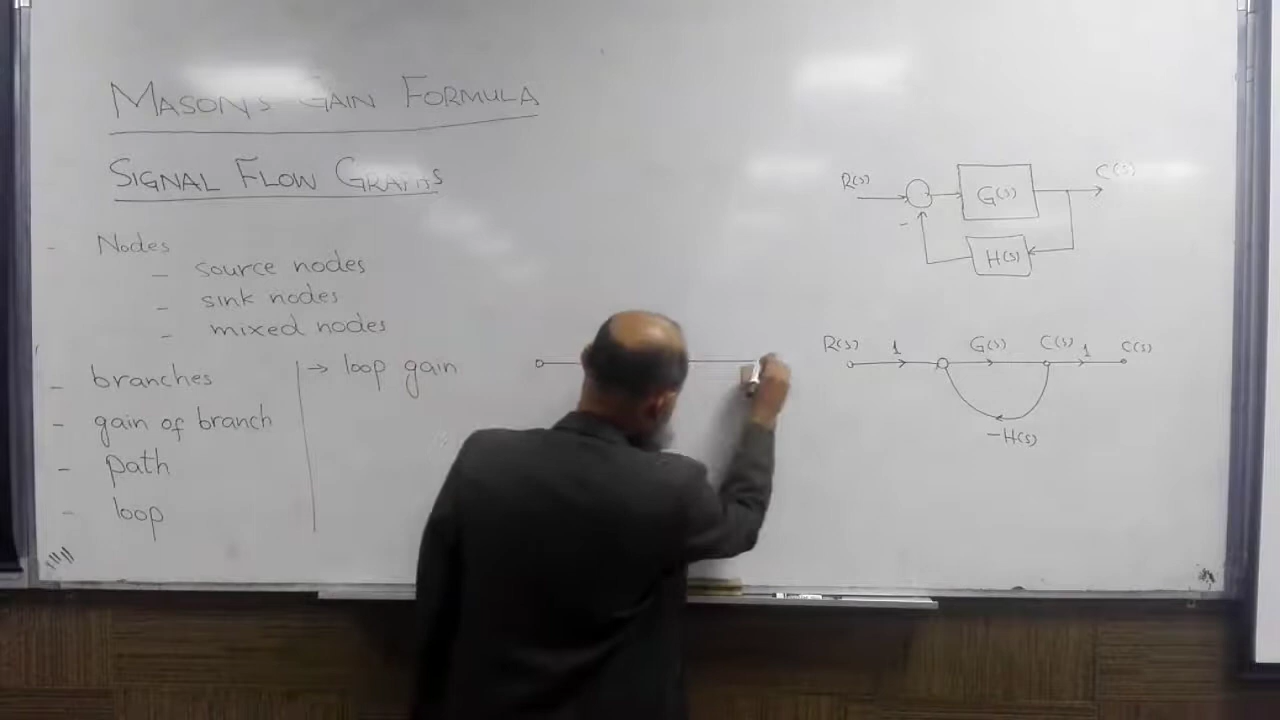 MASON'S GAIN FORMULA
SIGNAL FLOW GRAPHS
- Nodes
- source nodes
- sink nodes
- mixed nodes
- branches
- gain of branch
- path
- loop
→ loop gain
R(s) G(s) C(s)
-
H(s)
R(s) 1 G(s) C(s) 1 C(s)
-H(s)